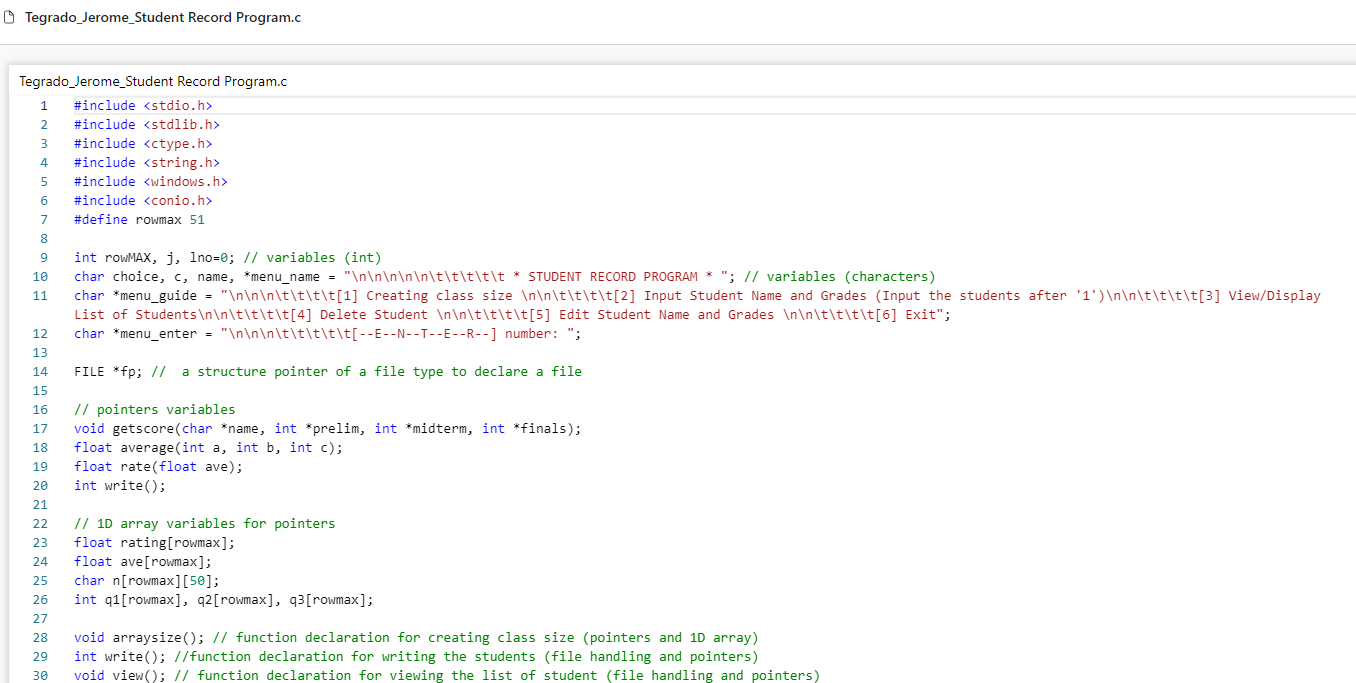 Tegrado_Jerome_Student Record Program.c
Tegrado_Jerome_Student Record Program.c
1 #include <stdio.h>
2 #include <stdlib.h>
3 #include <ctype.h>
4 #include <string.h>
5 #include <windows.h>
6 #include <conio.h>
7 #define rowmax 51
8
9 int rowMAX, j, lno=0; // variables (int)
10 char choice, c, name, *menu_name = "\n\n\n\n\n\t\t\t\t\t * STUDENT RECORD PROGRAM * "; // variables (characters)
11 char *menu_guide = "\n\n\n\t\t\t\t[1] Creating class size \n\n\t\t\t\t[2] Input Student Name and Grades (Input the students after '1')\n\n\t\t\t\t[3] View/Display
List of Students\n\n\t\t\t\t[4] Delete Student \n\n\t\t\t\t[5] Edit Student Name and Grades \n\n\t\t\t\t[6] Exit";
12 char *menu_enter = "\n\n\n\t\t\t\t\t\t[--E--N--T--E--R--] number: ";
13
14 FILE *fp; //  a structure pointer of a file type to declare a file
15
16 // pointers variables
17 void getscore(char *name, int *prelim, int *midterm, int *finals);
18 float average(int a, int b, int c);
19 float rate(float ave);
20 int write();
21
22 // 1D array variables for pointers
23 float rating[rowmax];
24 float ave[rowmax];
25 char n[rowmax][50];
26 int q1[rowmax], q2[rowmax], q3[rowmax];
27
28 void arraysize(); // function declaration for creating class size (pointers and 1D array)
29 int write(); //function declaration for writing the students (file handling and pointers)
30 void view(); // function declaration for viewing the list of student (file handling and pointers)